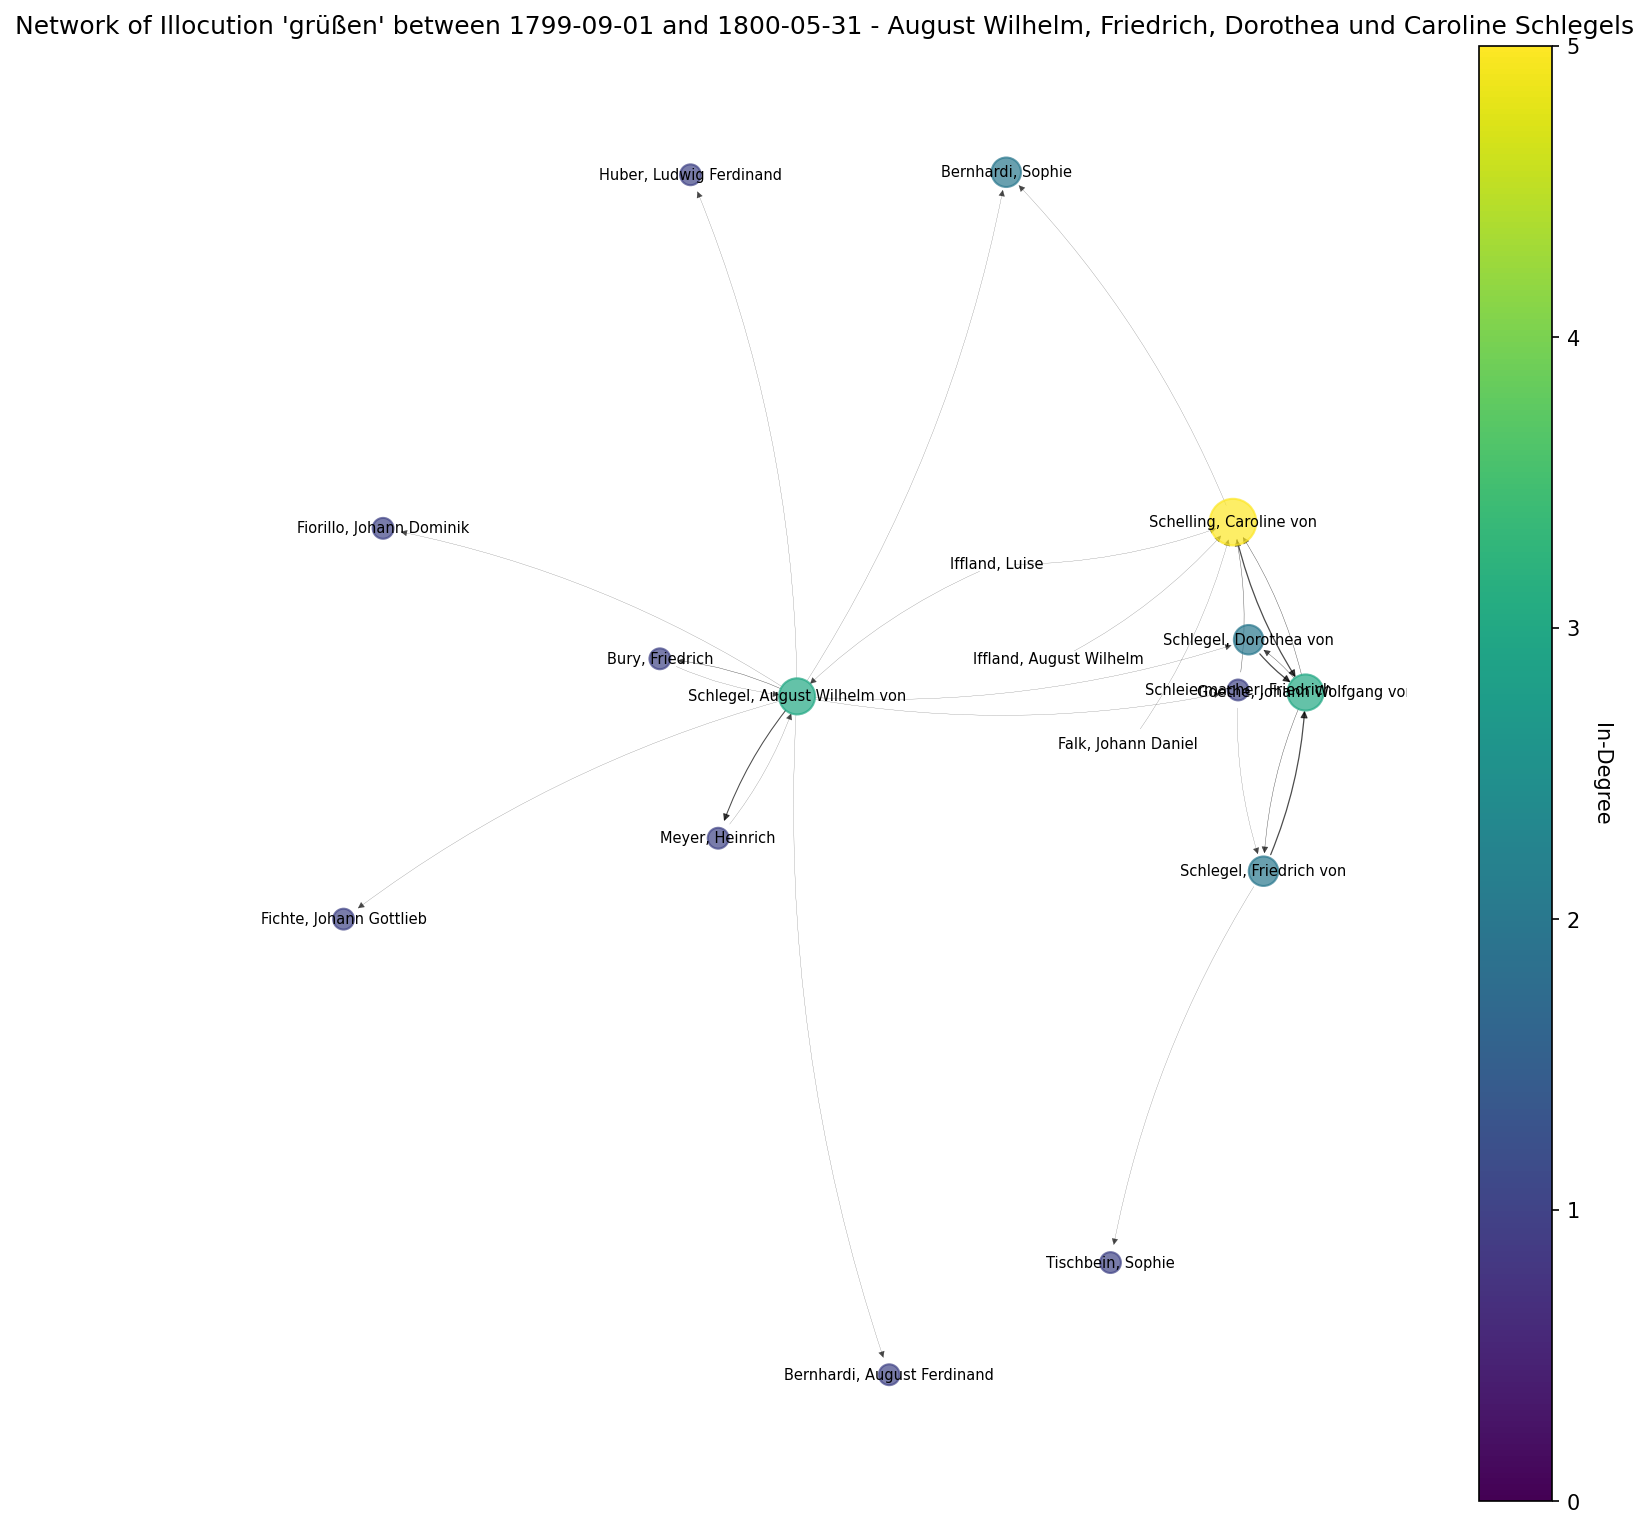 Network of Illocution 'grüßen' between 1799-09-01 and 1800-05-31 - August Wilhelm, Friedrich, Dorothea und Caroline Schlegels
5
Huber, Ludwig Ferdinand
Bernhardi, Sophie
4
Schelling, Caroline von
Fiorillo, Johann Dominik
Iffland, Luise
3
Schlegel, Dorothea von
Bury, Friedrich
Iffland, August Wilhelm
Schleiermacher, Friedrich
Goethe, Johann Wolfgang von
Schlegel, August Wilhelm von
Falk, Johann Daniel
In-Degree
Meyer, Heinrich
Schlegel, Friedrich von
Fichte, Johann Gottlieb
2
1
Tischbein, Sophie
Bernhardi, August Ferdinand
0